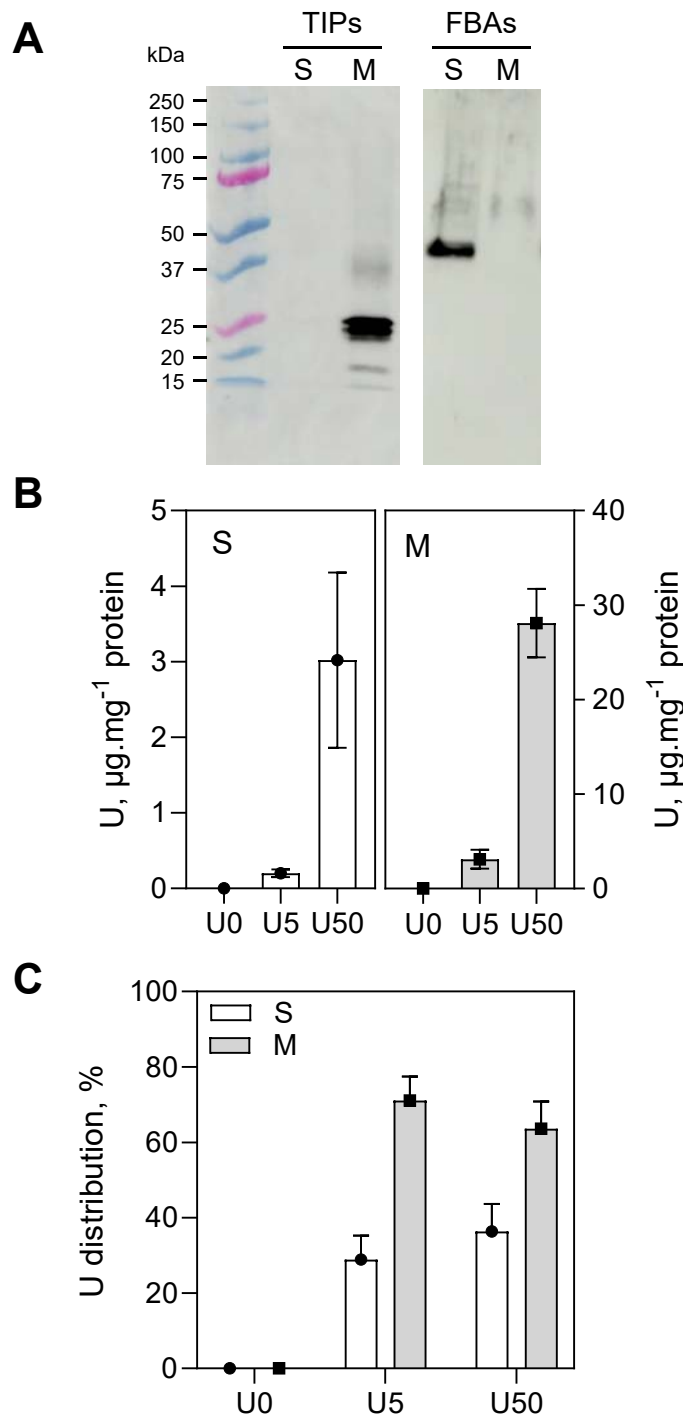 A
TIPs FBAs
kDa S M S M
250
150
100
75
50
37
25
20
15
B
S M
5 40
4
30
3
20
2
10
1
0 0
U, µg.mg⁻¹ protein
U, µg.mg⁻¹ protein
U0 U5 U50 U0 U5 U50
C
100
S
M
80
60
40
20
0
U distribution, %
U0 U5 U50